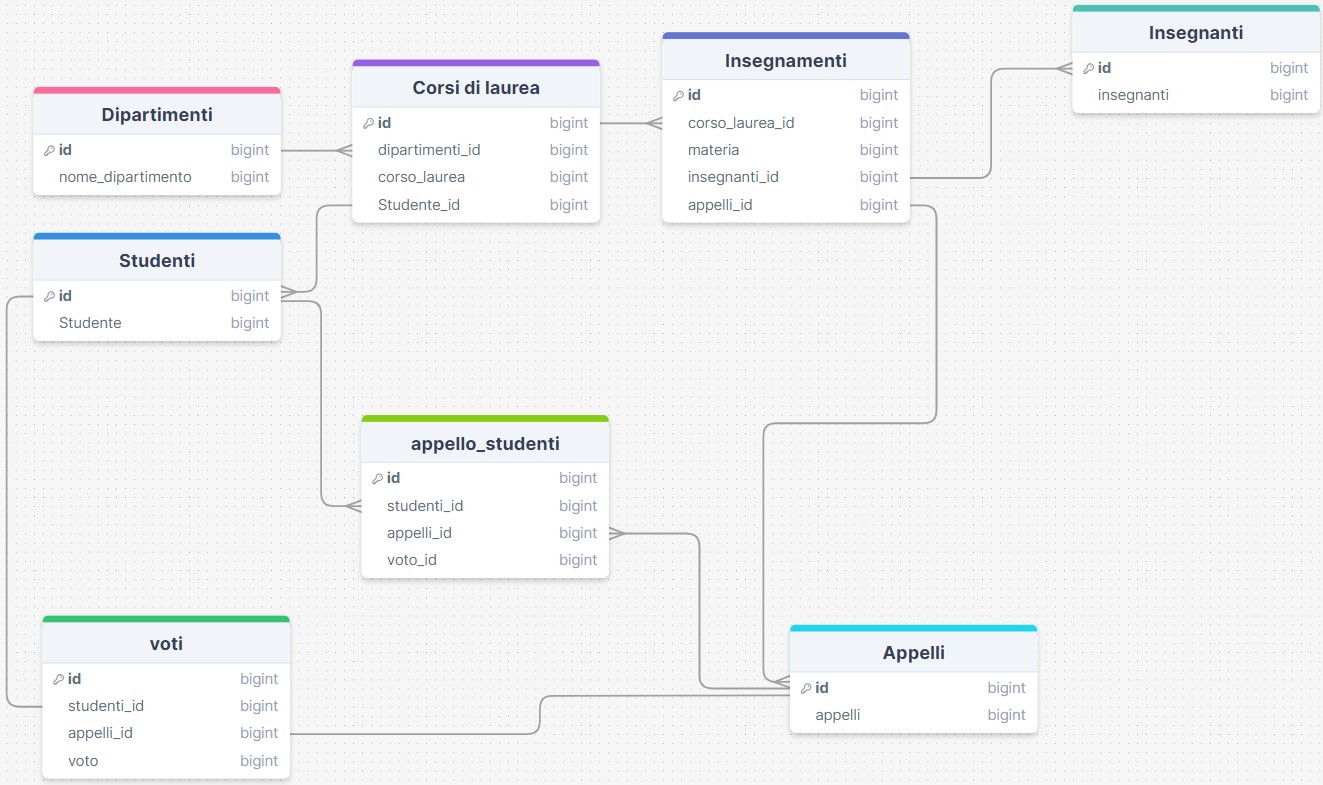 Dipartimenti
id bigint
nome_dipartimento bigint
Studenti
id bigint
Studente bigint
Corsi di laurea
id bigint
dipartimenti_id bigint
corso_laurea bigint
Studente_id bigint
Insegnamenti
id bigint
corso_laurea_id bigint
materia bigint
insegnanti_id bigint
appelli_id bigint
Insegnanti
id bigint
insegnanti bigint
appello_studenti
id bigint
studenti_id bigint
appelli_id bigint
voto_id bigint
voti
id bigint
studenti_id bigint
appelli_id bigint
voto bigint
Appelli
id bigint
appelli bigint